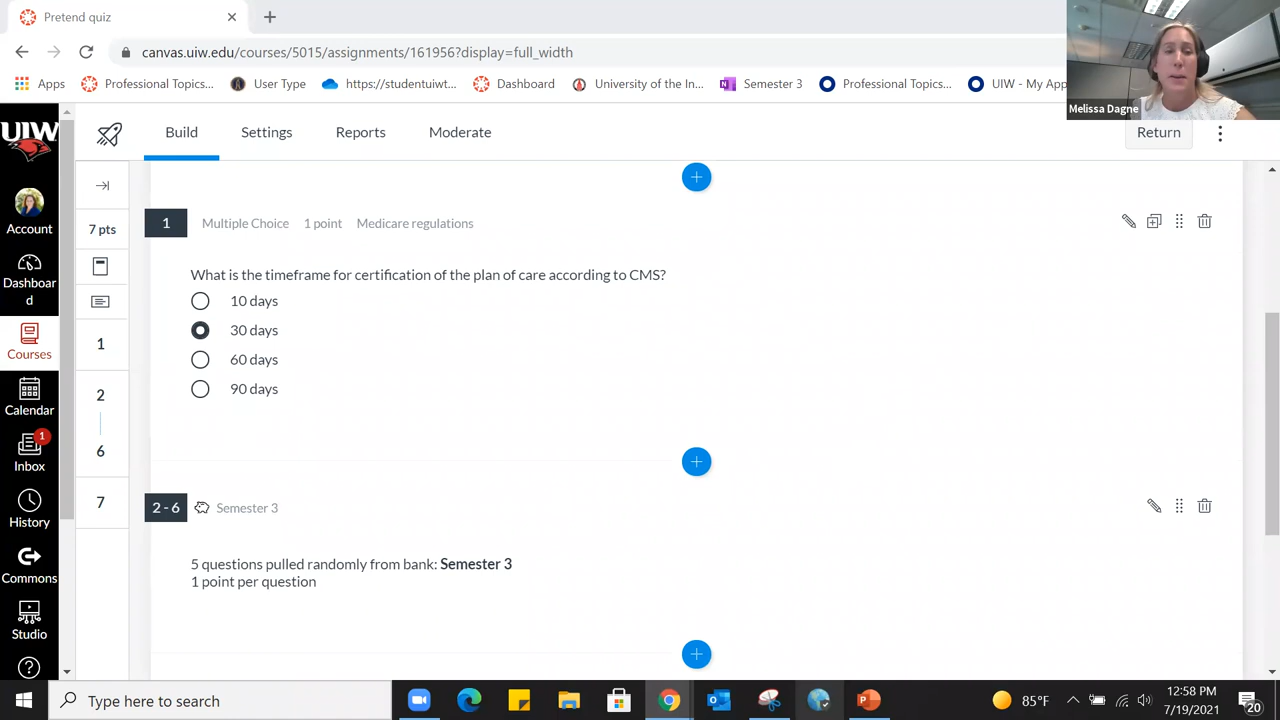 Pretend quiz
canvas.uiw.edu/courses/5015/assignments/161956?display=full_width
Apps Professional Topics... User Type https://studentuiwt... Dashboard University of the In... Semester 3 Professional Topics... UIW - My App
Melissa Dagne
UIW
Build Settings Reports Moderate Return
Account
Dashboar
d
Courses
Calendar
1
Inbox
History
Commons
Studio
7 pts
1
2
6
7
1 Multiple Choice 1 point Medicare regulations
What is the timeframe for certification of the plan of care according to CMS?
10 days
30 days
60 days
90 days
2 - 6 Semester 3
5 questions pulled randomly from bank: Semester 3
1 point per question
Type here to search
85°F
12:58 PM
7/19/2021
20